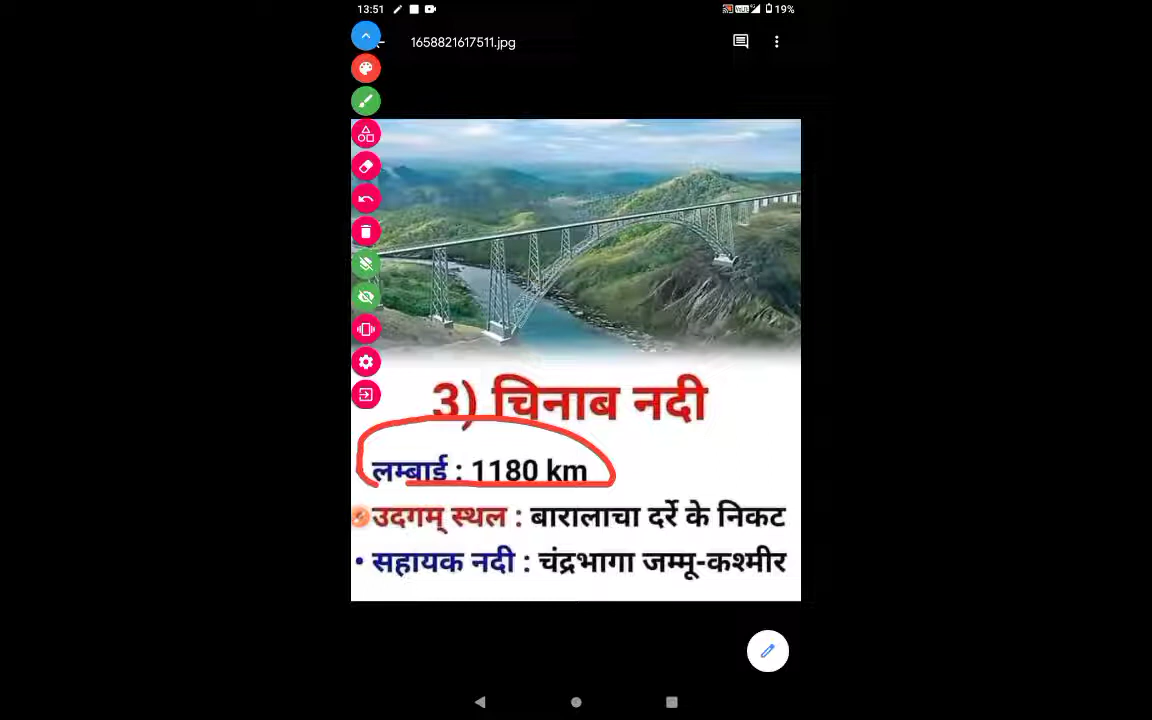 13:51
19%
1658821617511.jpg
3) चिनाब नदी
लम्बाई : 1180 km
उदगम् स्थल : बारालाचा दर्रे के निकट
• सहायक नदी : चंद्रभागा जम्मू-कश्मीर